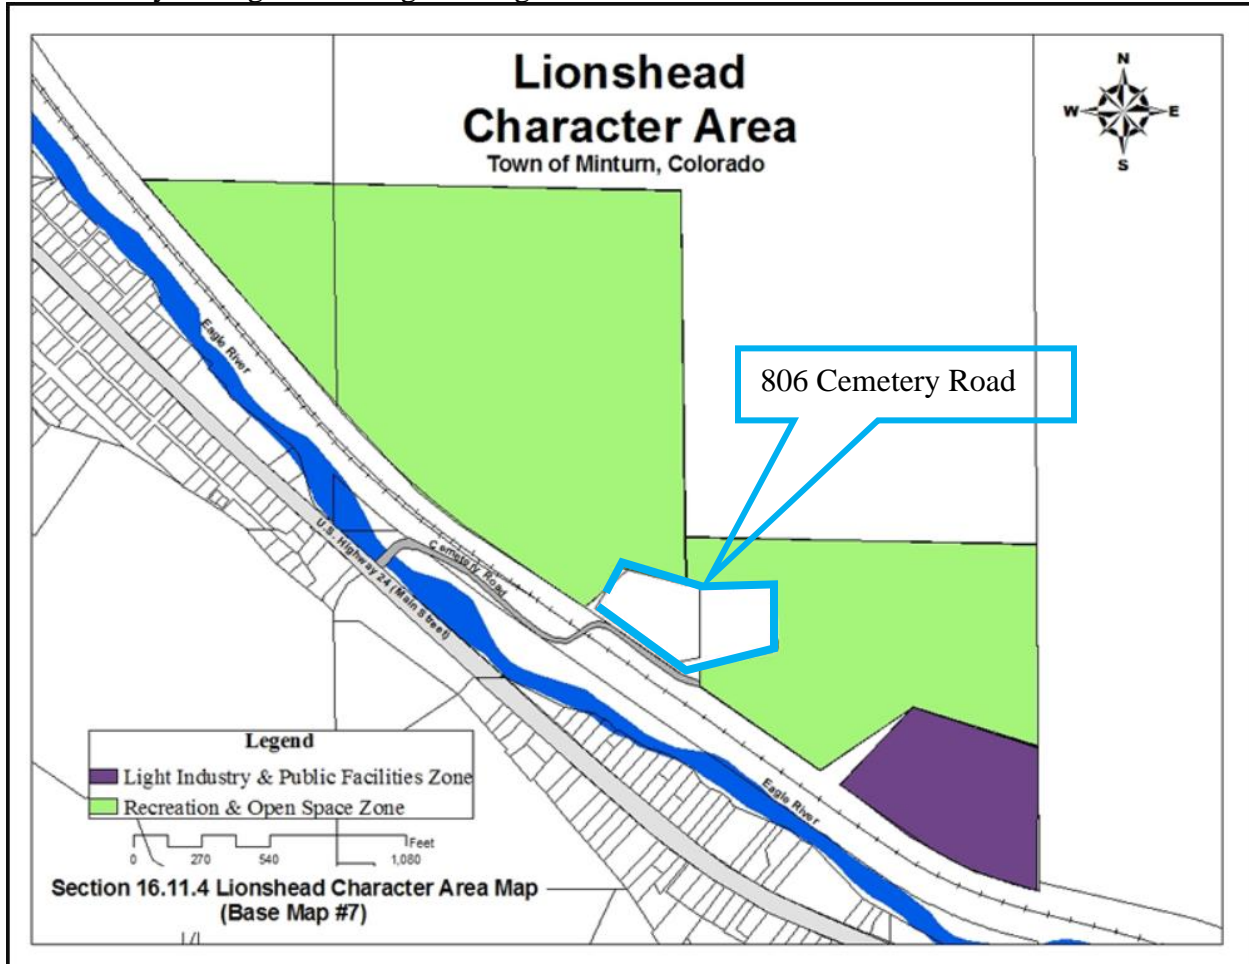 Lionshead
Character Area
Town of Minturn, Colorado
N
W
E
S
Eagle River
806 Cemetery Road
Cemetery Road
U.S. Highway 24 (Main Street)
Eagle River
Legend
Light Industry & Public Facilities Zone
Recreation & Open Space Zone
Feet
0 270 540 1,080
Section 16.11.4 Lionshead Character Area Map
(Base Map #7)